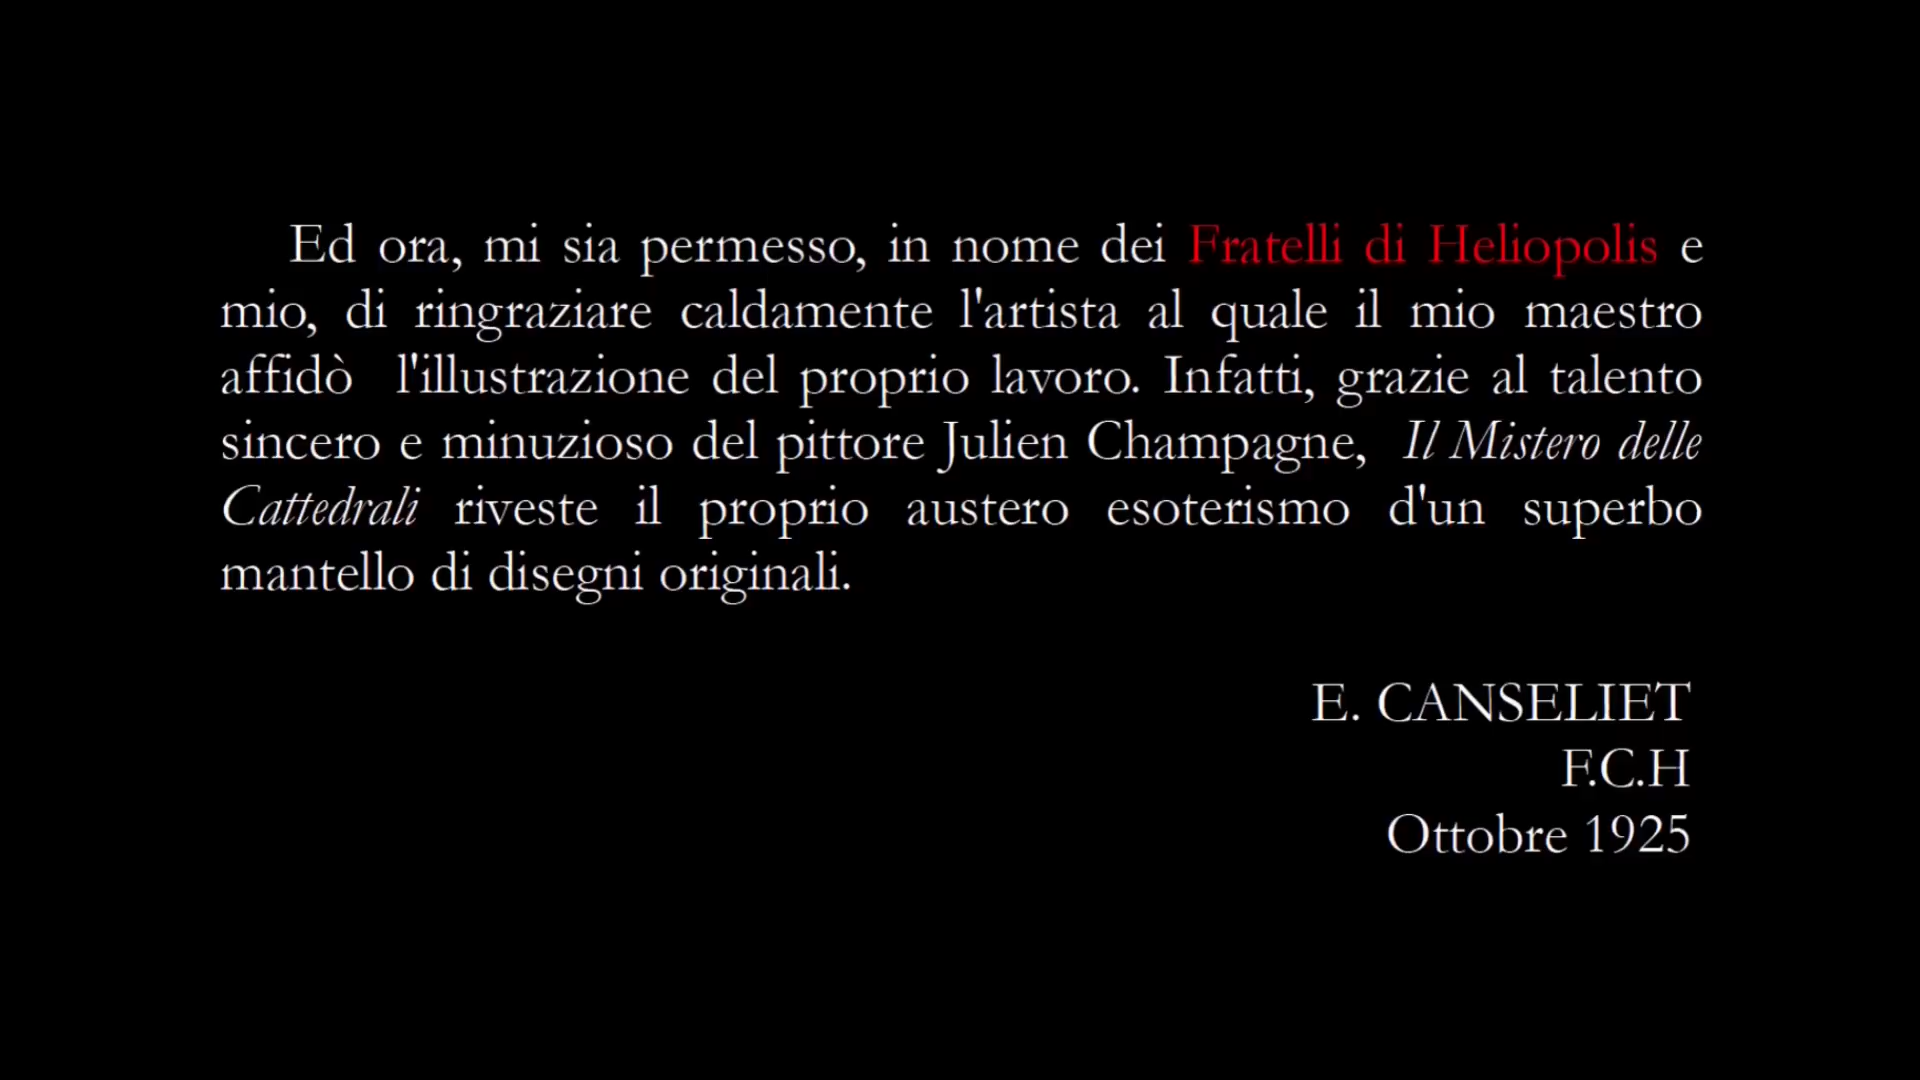 Ed ora, mi sia permesso, in nome dei Fratelli di Heliopolis e
mio, di ringraziare caldamente l'artista al quale il mio maestro
affidò l'illustrazione del proprio lavoro. Infatti, grazie al talento
sincero e minuzioso del pittore Julien Champagne, Il Mistero delle
Cattedrali riveste il proprio austero esoterismo d'un superbo
mantello di disegni originali.
E. CANSELIET
F.C.H
Ottobre 1925